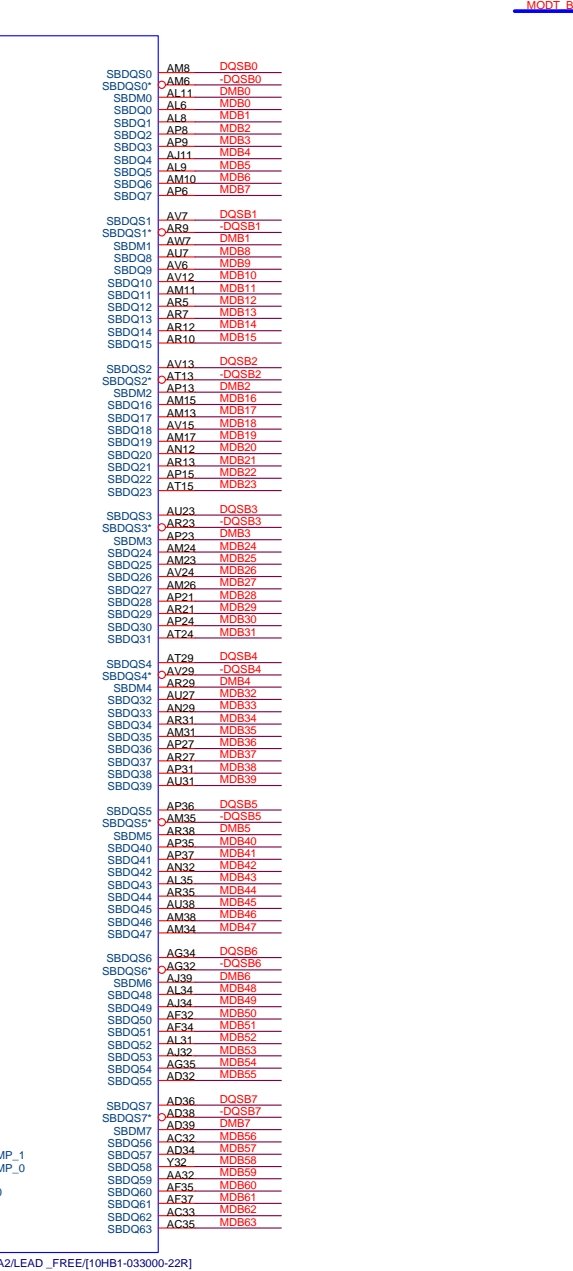 MODT_B
SBDQS0 AM8 DQSB0
SBDQS0* AM6 -DQSB0
SBDM0 AL11 DMB0
SBDQ0 AL6 MDB0
SBDQ1 AL8 MDB1
SBDQ2 AP8 MDB2
SBDQ3 AP9 MDB3
SBDQ4 AJ11 MDB4
SBDQ5 AL9 MDB5
SBDQ6 AM10 MDB6
SBDQ7 AP6 MDB7
SBDQS1 AV7 DQSB1
SBDQS1* AR9 -DQSB1
SBDM1 AW7 DMB1
SBDQ8 AU7 MDB8
SBDQ9 AV6 MDB9
SBDQ10 AV12 MDB10
SBDQ11 AM11 MDB11
SBDQ12 AR5 MDB12
SBDQ13 AR7 MDB13
SBDQ14 AR12 MDB14
SBDQ15 AR10 MDB15
SBDQS2 AV13 DQSB2
SBDQS2* AT13 -DQSB2
SBDM2 AP13 DMB2
SBDQ16 AM15 MDB16
SBDQ17 AM13 MDB17
SBDQ18 AV15 MDB18
SBDQ19 AM17 MDB19
SBDQ20 AN12 MDB20
SBDQ21 AR13 MDB21
SBDQ22 AP15 MDB22
SBDQ23 AT15 MDB23
SBDQS3 AU23 DQSB3
SBDQS3* AR23 -DQSB3
SBDM3 AP23 DMB3
SBDQ24 AM24 MDB24
SBDQ25 AM23 MDB25
SBDQ26 AV24 MDB26
SBDQ27 AM26 MDB27
SBDQ28 AP21 MDB28
SBDQ29 AR21 MDB29
SBDQ30 AP24 MDB30
SBDQ31 AT24 MDB31
SBDQS4 AT29 DQSB4
SBDQS4* AV29 -DQSB4
SBDM4 AR29 DMB4
SBDQ32 AU27 MDB32
SBDQ33 AN29 MDB33
SBDQ34 AR31 MDB34
SBDQ35 AM31 MDB35
SBDQ36 AP27 MDB36
SBDQ37 AR27 MDB37
SBDQ38 AP31 MDB38
SBDQ39 AU31 MDB39
SBDQS5 AP36 DQSB5
SBDQS5* AM35 -DQSB5
SBDM5 AR38 DMB5
SBDQ40 AP35 MDB40
SBDQ41 AP37 MDB41
SBDQ42 AN32 MDB42
SBDQ43 AL35 MDB43
SBDQ44 AR35 MDB44
SBDQ45 AU38 MDB45
SBDQ46 AM38 MDB46
SBDQ47 AM34 MDB47
SBDQS6 AG34 DQSB6
SBDQS6* AG32 -DQSB6
SBDM6 AJ39 DMB6
SBDQ48 AL34 MDB48
SBDQ49 AJ34 MDB49
SBDQ50 AF32 MDB50
SBDQ51 AF34 MDB51
SBDQ52 AL31 MDB52
SBDQ53 AJ32 MDB53
SBDQ54 AG35 MDB54
SBDQ55 AD32 MDB55
SBDQS7 AD36 DQSB7
SBDQS7* AD38 -DQSB7
SBDM7 AD39 DMB7
SBDQ56 AC32 MDB56
MP_1 SBDQ57 AD34 MDB57
MP_0 SBDQ58 Y32 MDB58
SBDQ59 AA32 MDB59
0 SBDQ60 AF35 MDB60
SBDQ61 AF37 MDB61
SBDQ62 AC33 MDB62
SBDQ63 AC35 MDB63
A2/LEAD _FREE/[10HB1-033000-22R]